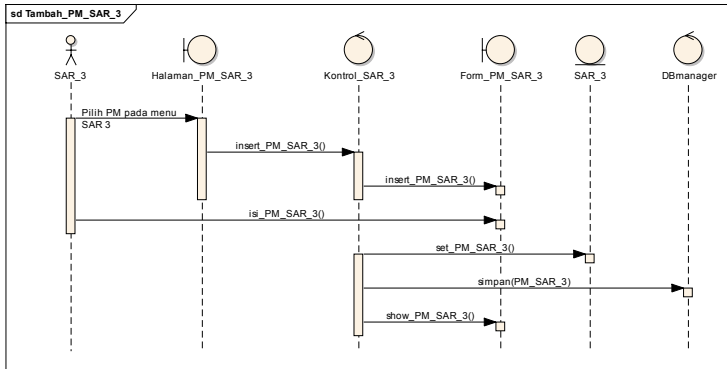 sd Tambah_PM_SAR_3
SAR_3
Halaman_PM_SAR_3
Kontrol_SAR_3
Form_PM_SAR_3
SAR_3
DBmanager
Pilih PM pada menu
SAR 3
insert_PM_SAR_3()
insert_PM_SAR_3()
isi_PM_SAR_3()
set_PM_SAR_3()
simpan(PM_SAR_3)
show_PM_SAR_3()